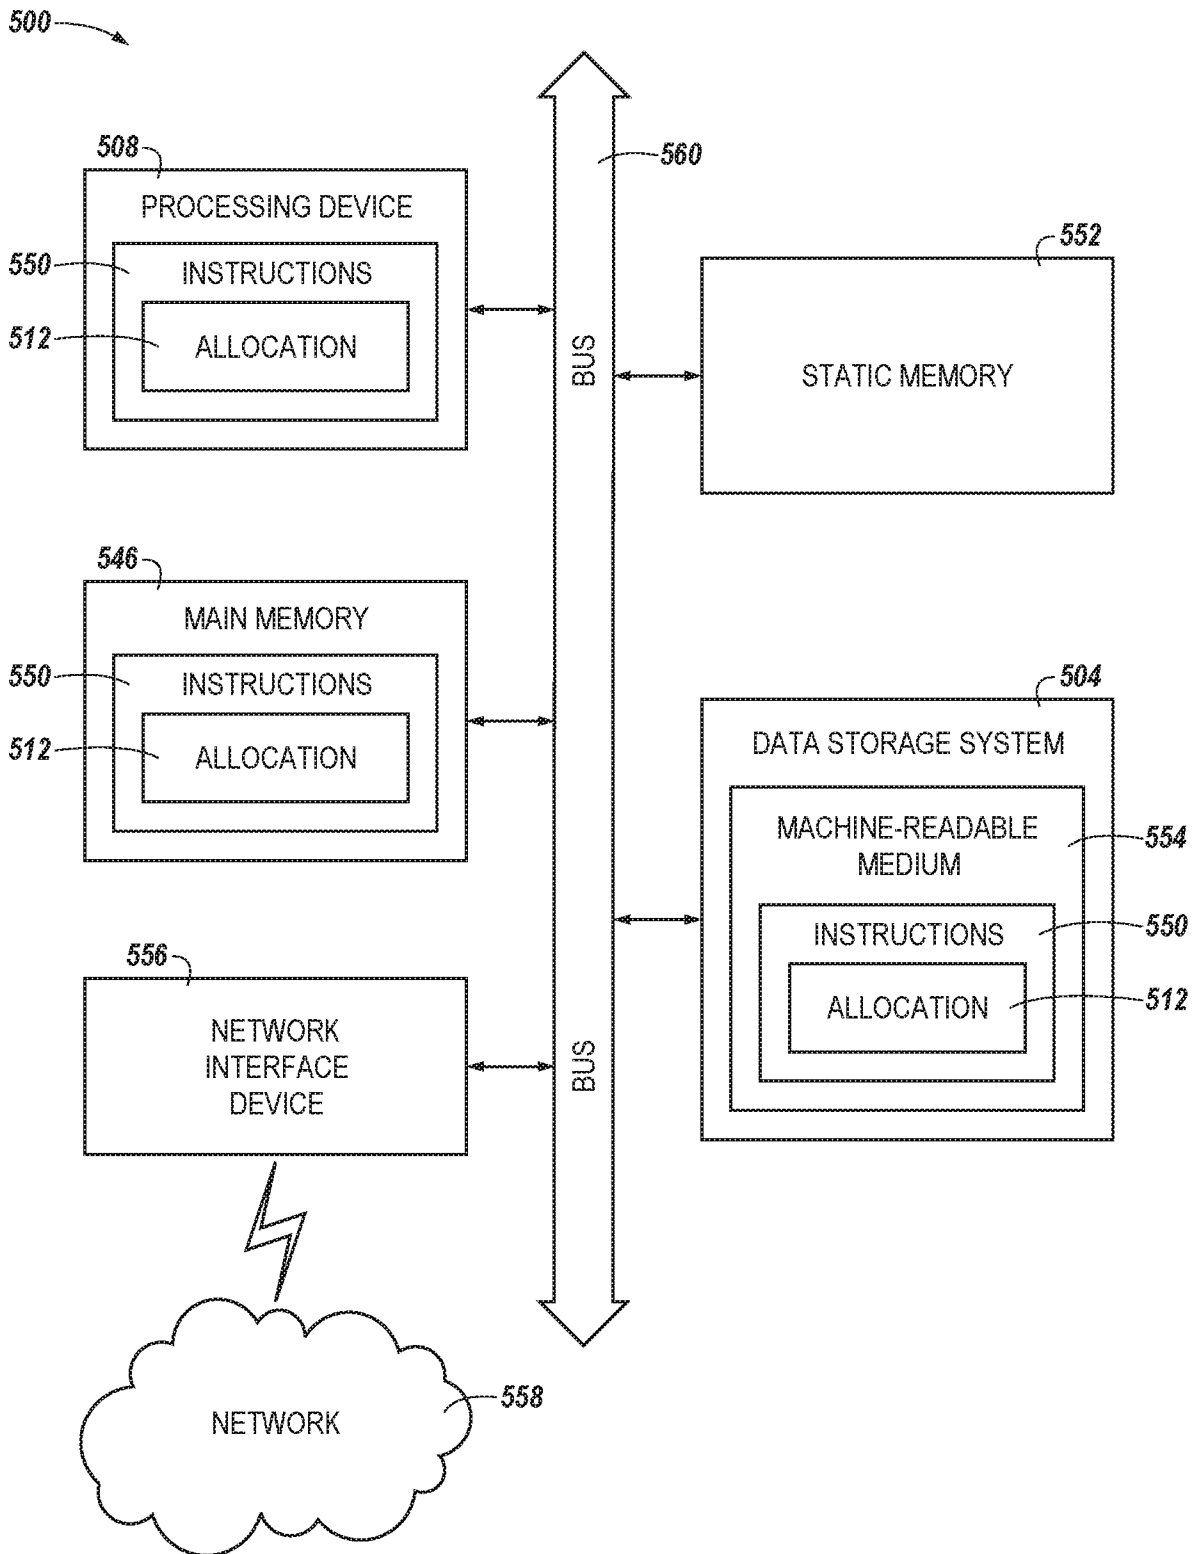 500
508
PROCESSING DEVICE
550
INSTRUCTIONS
512
ALLOCATION
560
BUS
552
STATIC MEMORY
546
MAIN MEMORY
550
INSTRUCTIONS
512
ALLOCATION
504
DATA STORAGE SYSTEM
MACHINE-READABLE
MEDIUM
554
INSTRUCTIONS
550
ALLOCATION
512
556
NETWORK
INTERFACE
DEVICE
BUS
NETWORK
558